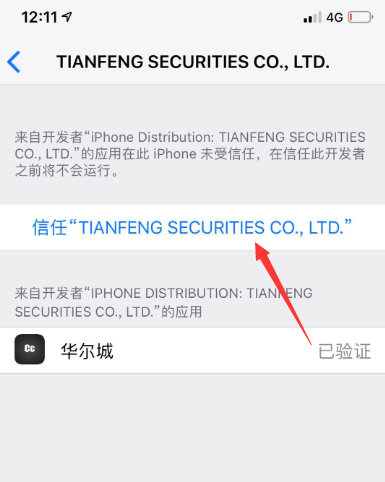 12:11 4G
TIANFENG SECURITIES CO., LTD.
来自开发者“iPhone Distribution: TIANFENG SECURITIES
CO., LTD.”的应用在此 iPhone 未受信任，在信任此开发者
之前将不会运行。
信任“TIANFENG SECURITIES CO., LTD.”
来自开发者“IPHONE DISTRIBUTION: TIANFENG
SECURITIES CO., LTD.”的应用
Cc 华尔城 已验证